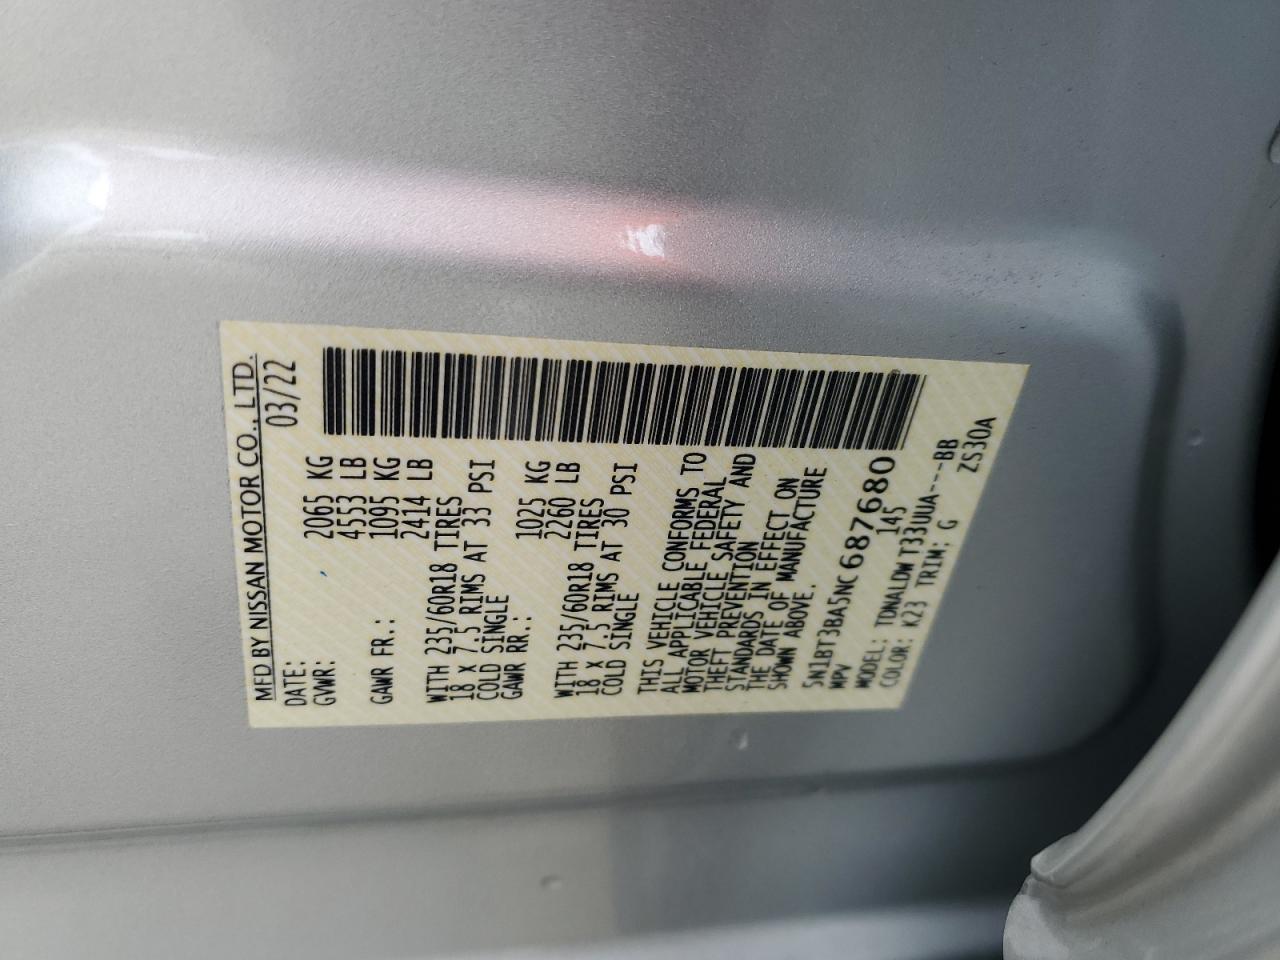 MFD BY NISSAN MOTOR CO., LTD.
DATE: 03/22
GVWR: 2065 KG
4553 LB
GAWR FR.: 1095 KG
2414 LB
WITH 235/60R18 TIRES
18 X 7.5 RIMS AT 33 PSI
COLD SINGLE
GAWR RR.: 1025 KG
2260 LB
WITH 235/60R18 TIRES
18 X 7.5 RIMS AT 30 PSI
COLD SINGLE
THIS VEHICLE CONFORMS TO
ALL APPLICABLE FEDERAL
MOTOR VEHICLE SAFETY AND
THEFT PREVENTION
STANDARDS IN EFFECT ON
THE DATE OF MANUFACTURE
SHOWN ABOVE.
5N1BT3BA5NC687680
MPV 145
MODEL: TDNALDW T33UUA---BB
COLOR: K23 TRIM: G ZS30A